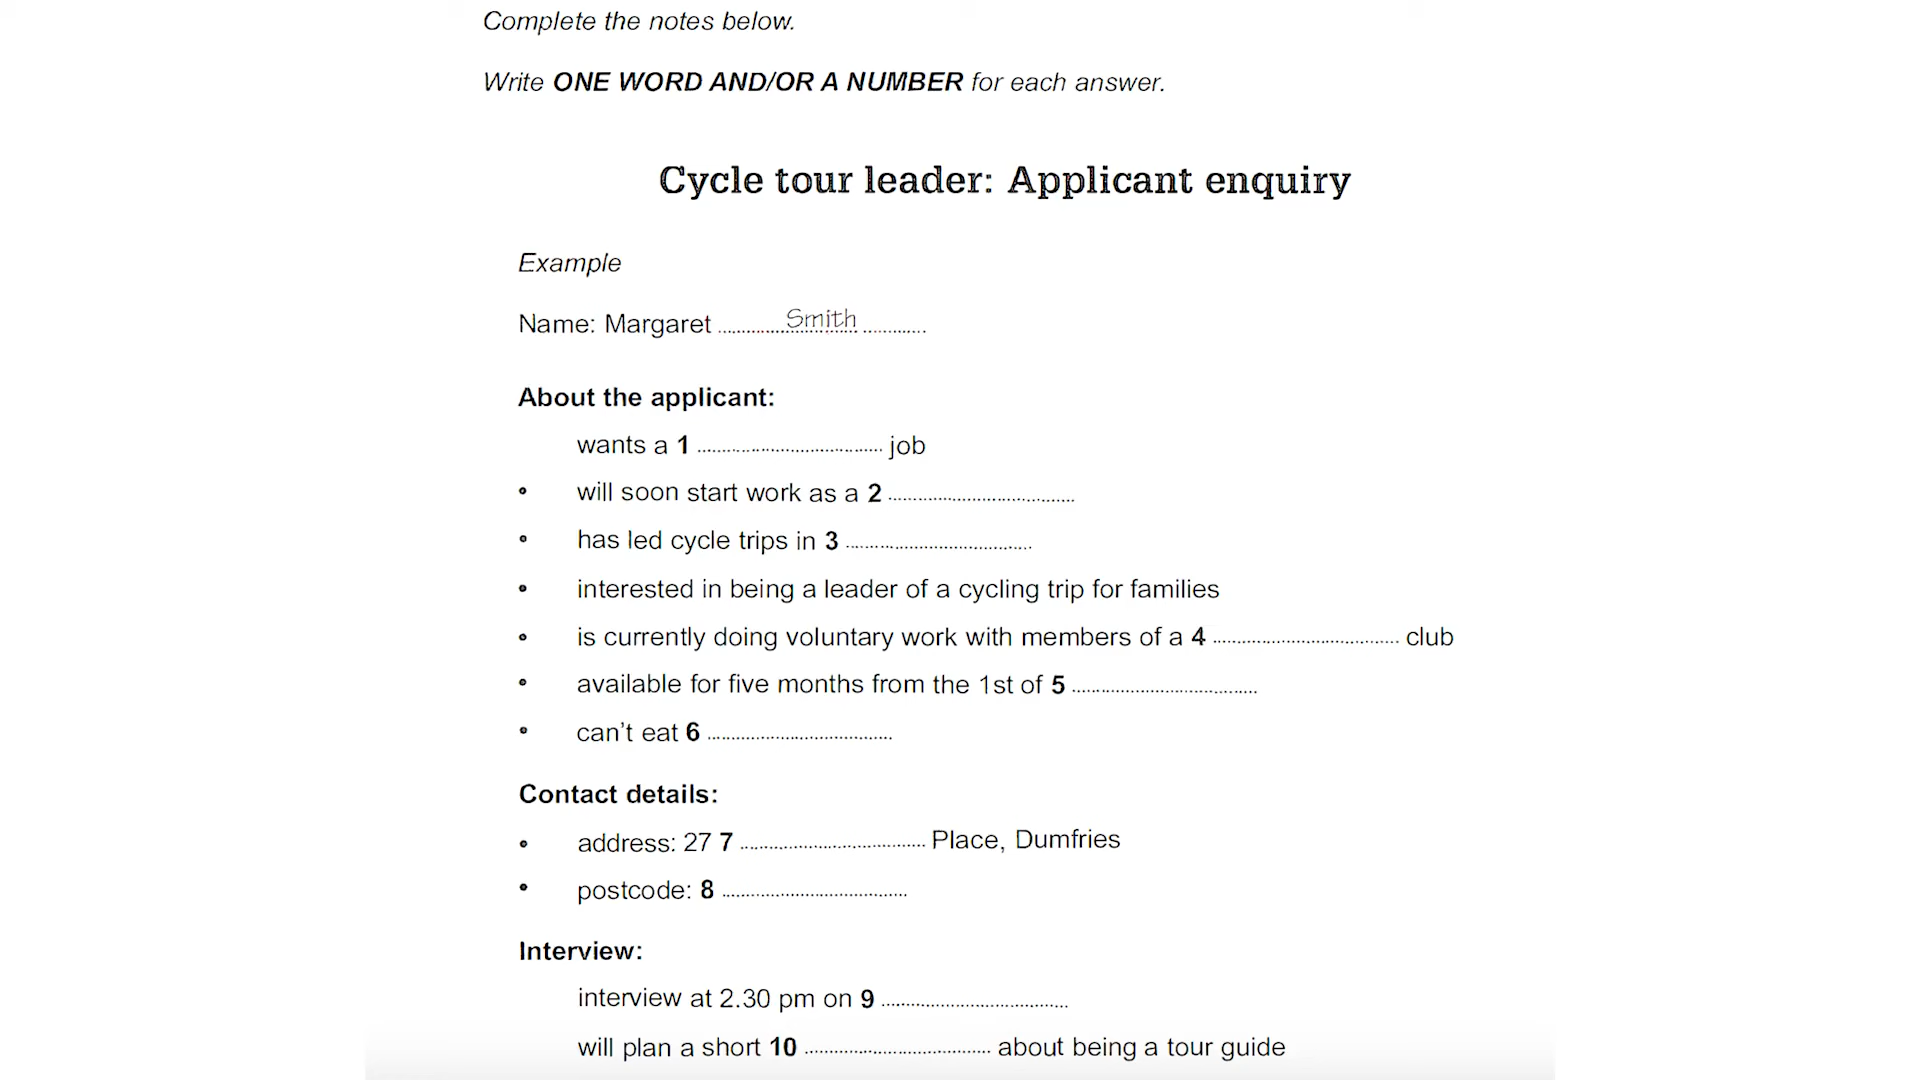 Complete the notes below.
Write ONE WORD AND/OR A NUMBER for each answer.
Cycle tour leader: Applicant enquiry
Example
Name: Margaret ............Smith............
About the applicant:
wants a 1 ............................ job
• will soon start work as a 2 ............................
• has led cycle trips in 3 ............................
• interested in being a leader of a cycling trip for families
• is currently doing voluntary work with members of a 4 ............................ club
• available for five months from the 1st of 5 ............................
• can't eat 6 ............................
Contact details:
• address: 27 7 ............................ Place, Dumfries
• postcode: 8 ............................
Interview:
interview at 2.30 pm on 9 ............................
will plan a short 10 ............................ about being a tour guide